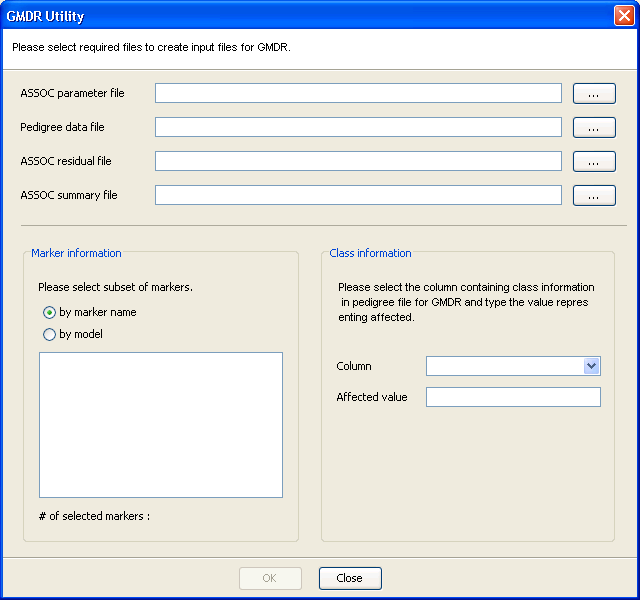 GMDR Utility
Please select required files to create input files for GMDR.
ASSOC parameter file
...
Pedigree data file
...
ASSOC residual file
...
ASSOC summary file
...
Marker information
Please select subset of markers.
by marker name
by model
# of selected markers :
Class information
Please select the column containing class information
in pedigree file for GMDR and type the value repres
enting affected.
Column
Affected value
OK
Close